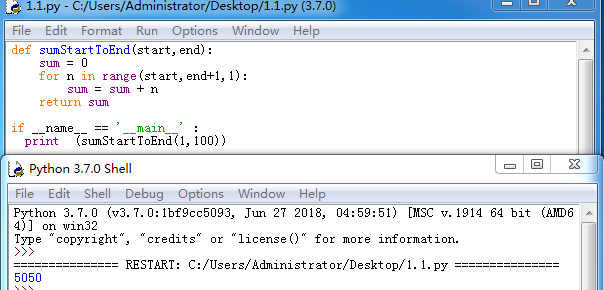 1.1.py - C:/Users/Administrator/Desktop/1.1.py (3.7.0)
File Edit Format Run Options Window Help
def sumStartToEnd(start,end):
    sum = 0
    for n in range(start,end+1,1):
        sum = sum + n
    return sum
if __name__ == '__main__' :
  print  (sumStartToEnd(1,100))
Python 3.7.0 Shell
File Edit Shell Debug Options Window Help
Python 3.7.0 (v3.7.0:1bf9cc5093, Jun 27 2018, 04:59:51) [MSC v.1914 64 bit (AMD6
4)] on win32
Type "copyright", "credits" or "license()" for more information.
>>>
=============== RESTART: C:/Users/Administrator/Desktop/1.1.py ===============
5050
>>>